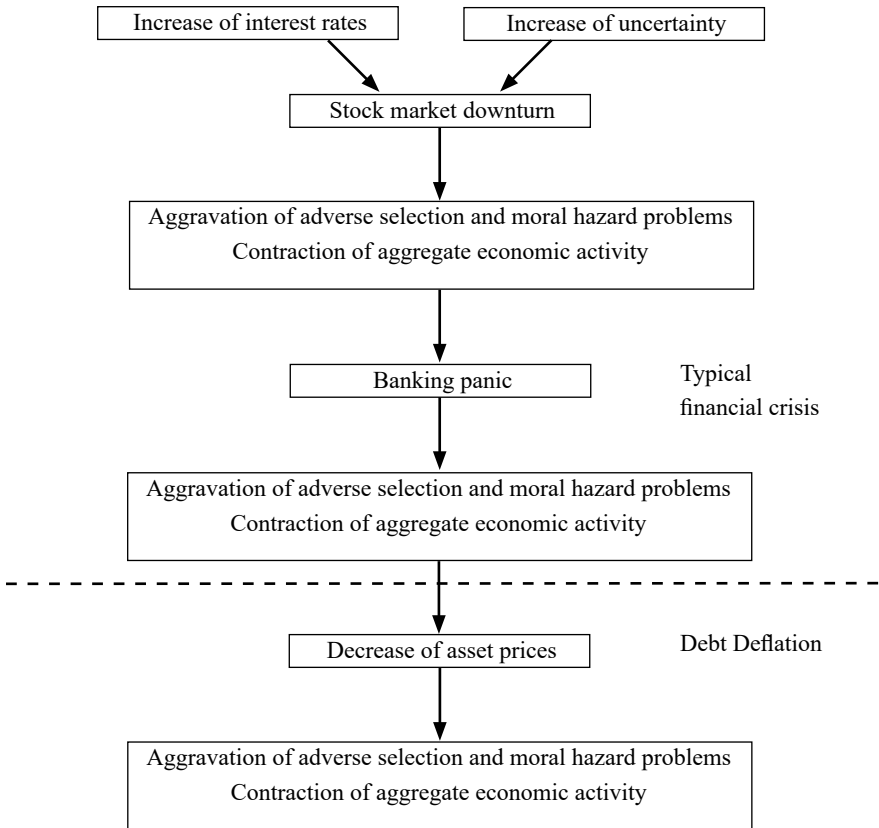 Increase of interest rates
Increase of uncertainty
Stock market downturn
Aggravation of adverse selection and moral hazard problems
Contraction of aggregate economic activity
Banking panic
Typical
financial crisis
Aggravation of adverse selection and moral hazard problems
Contraction of aggregate economic activity
Decrease of asset prices
Debt Deflation
Aggravation of adverse selection and moral hazard problems
Contraction of aggregate economic activity